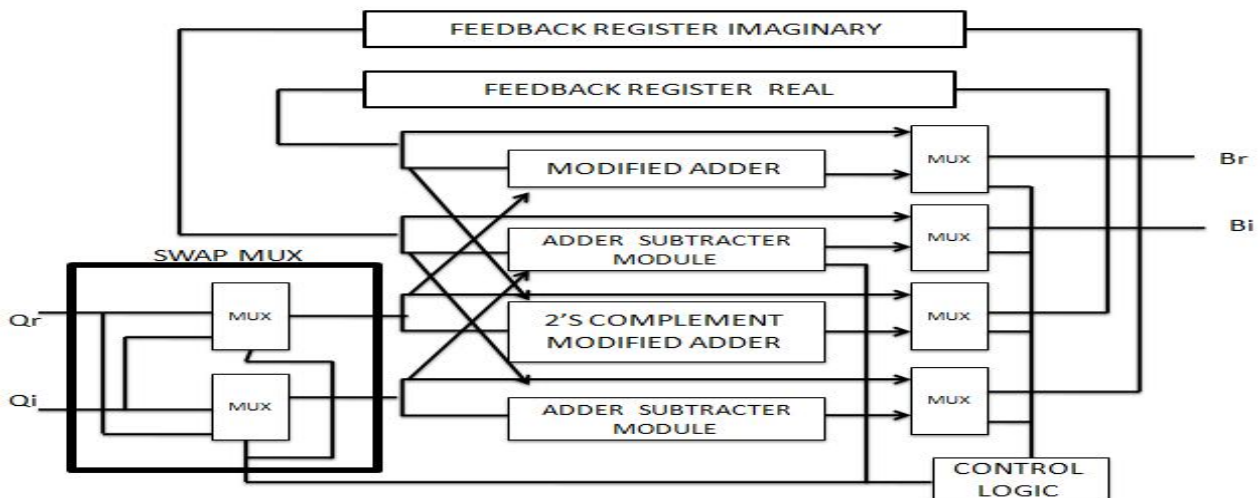 FEEDBACK REGISTER IMAGINARY
FEEDBACK REGISTER REAL
MUX
MODIFIED ADDER
Br
MUX
ADDER SUBTRACTER
MODULE
Bi
SWAP MUX
MUX
Qr
MUX
2'S COMPLEMENT
MODIFIED ADDER
MUX
Qi
MUX
ADDER SUBTRACTER
MODULE
CONTROL
LOGIC